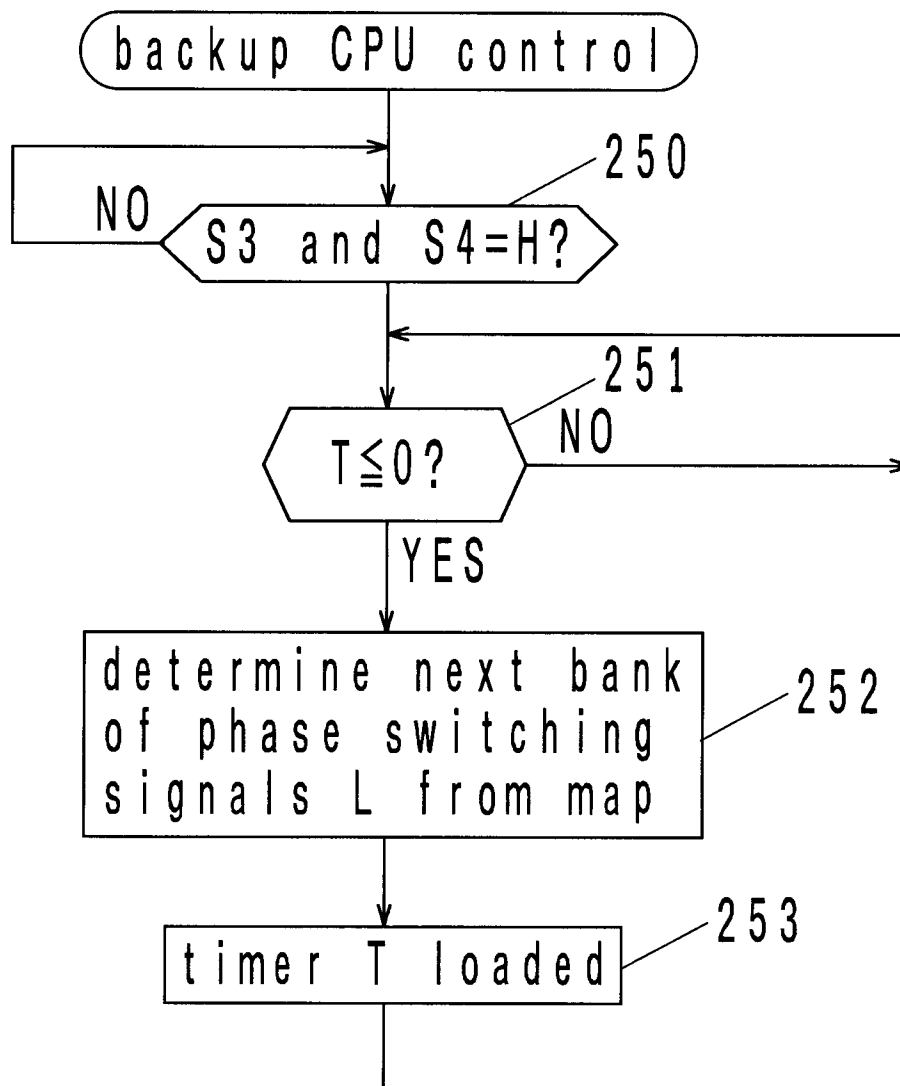 backup CPU control
250
NO
S3 and S4=H?
251
NO
T≦0?
YES
determine next bank
of phase switching
signals L from map
252
253
timer T loaded